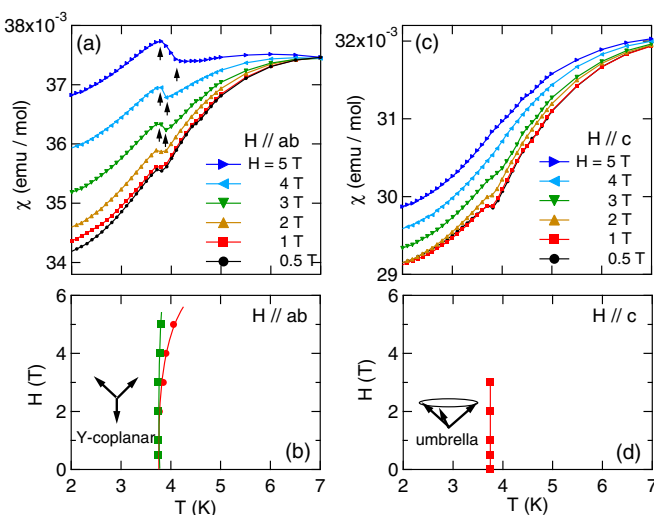 38x10⁻³
(a)
37
36
35
34
χ (emu / mol)
H // ab
H = 5 T
4 T
3 T
2 T
1 T
0.5 T
32x10⁻³
(c)
31
30
29
χ (emu / mol)
H // c
H = 5 T
4 T
3 T
2 T
1 T
0.5 T
6
4
2
0
H (T)
H // ab
Y-coplanar
(b)
2 3 4 5 6 7
T (K)
6
4
2
0
H (T)
H // c
umbrella
(d)
2 3 4 5 6 7
T (K)